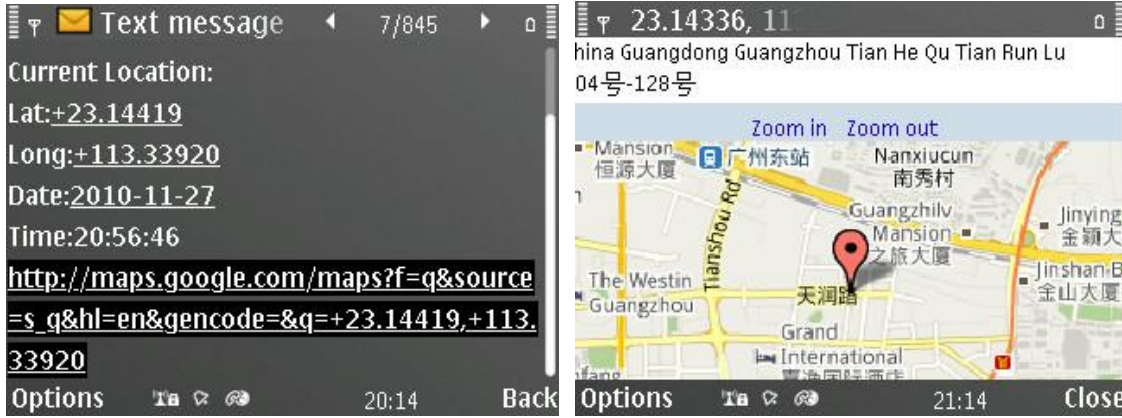 Text message 7/845
Current Location:
Lat:+23.14419
Long:+113.33920
Date:2010-11-27
Time:20:56:46
http://maps.google.com/maps?f=q&source
=s_q&hl=en&gencode=&q=+23.14419,+113.
33920
Options 20:14 Back
23.14336, 11
hina Guangdong Guangzhou Tian He Qu Tian Run Lu
04号-128号
Zoom in Zoom out
Mansion
恒源大厦
广州东站
Nanxiucun
南秀村
Tianshou Rd
Guangzhilv
Mansion
之旅大厦
Jinying
金颖大
Jinshan B
金山大厦
The Westin
Guangzhou
天润路
Grand
International
Options 21:14 Close